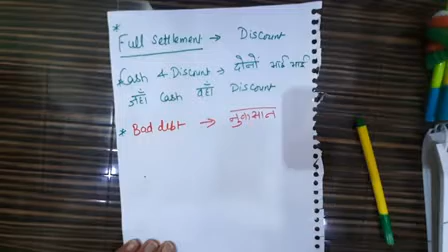 * Full Settlement → Discount
* Cash & Discount → दोनों भाई भाई
जहाँ Cash वहाँ Discount
* Bad debt → नुकसान